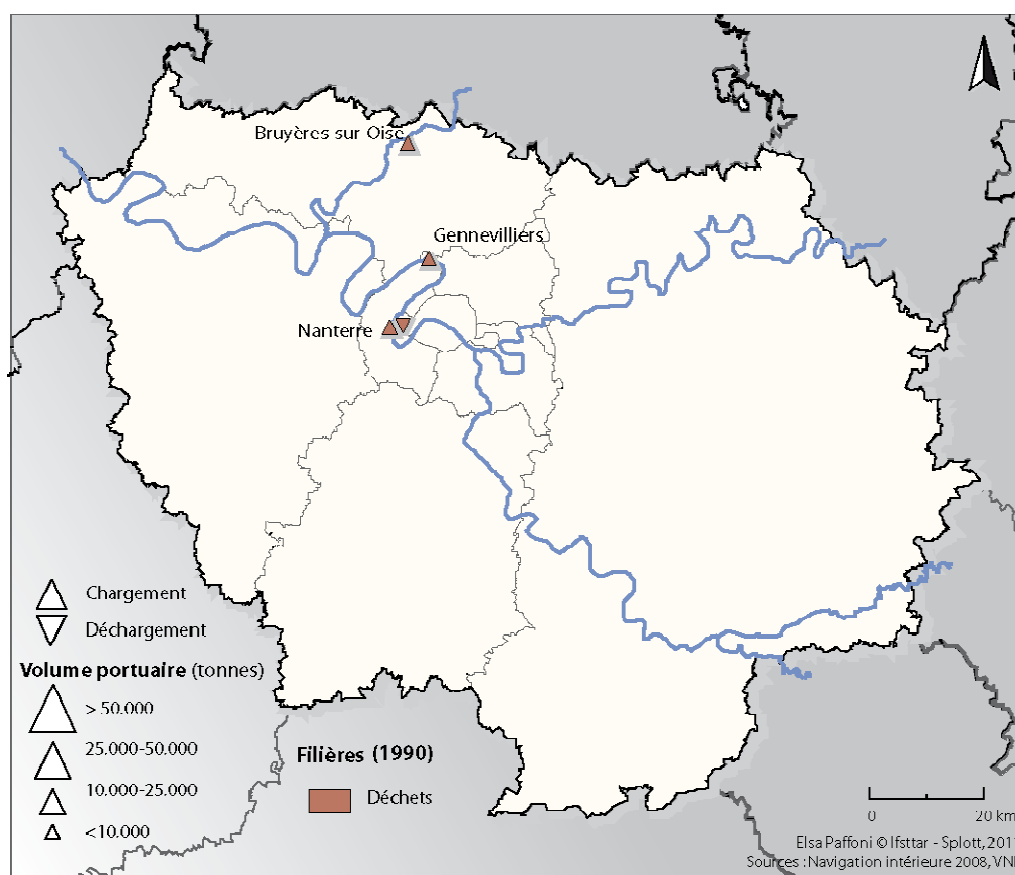 Bruyères sur Oise
Gennevilliers
Nanterre
Chargement
Déchargement
Volume portuaire (tonnes)
> 50.000
25.000-50.000
10.000-25.000
<10.000
Filières (1990)
Déchets
0 20 km
Elsa Paffoni © Ifsttar - Splott, 201
Sources : Navigation intérieure 2008, VN